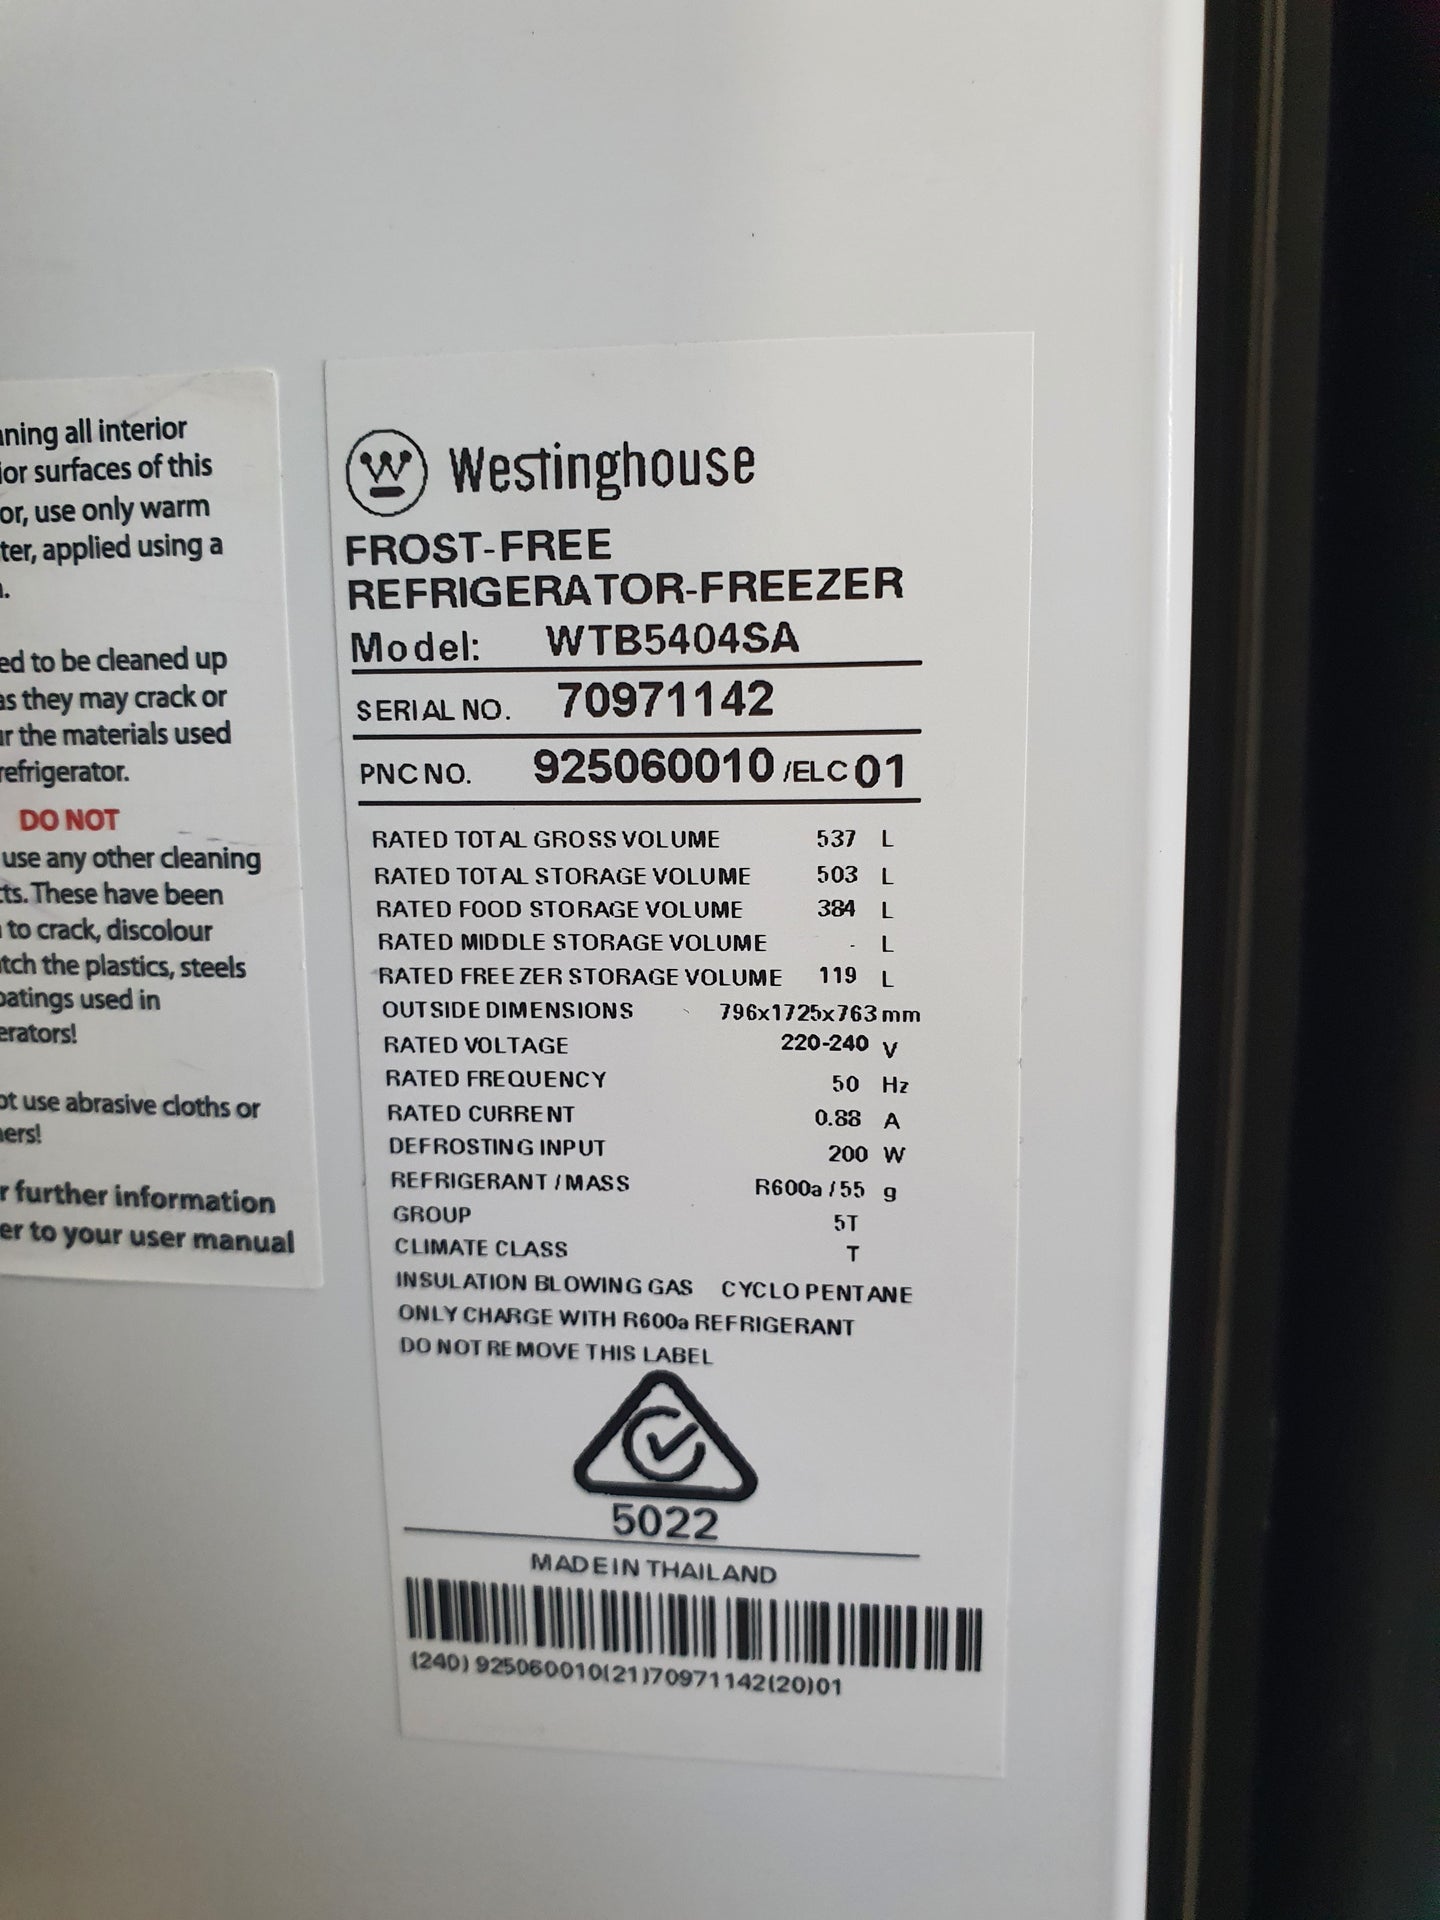 ning all interior
ior surfaces of this
or, use only warm
ter, applied using a
ed to be cleaned up
as they may crack or
ur the materials used
refrigerator.
DO NOT
use any other cleaning
cts. These have been
to crack, discolour
atch the plastics, steels
oatings used in
erators!
ot use abrasive cloths or
ners!
r further information
er to your user manual
Westinghouse
FROST-FREE
REFRIGERATOR-FREEZER
Model: WTB5404SA
SERIAL NO. 70971142
PNC NO. 925060010 /ELC 01
RATED TOTAL GROSS VOLUME 537 L
RATED TOTAL STORAGE VOLUME 503 L
RATED FOOD STORAGE VOLUME 384 L
RATED MIDDLE STORAGE VOLUME - L
RATED FREEZER STORAGE VOLUME 119 L
OUTSIDE DIMENSIONS 796x1725x763 mm
RATED VOLTAGE 220-240 V
RATED FREQUENCY 50 Hz
RATED CURRENT 0.88 A
DEFROSTING INPUT 200 W
REFRIGERANT / MASS R600a / 55 g
GROUP 5T
CLIMATE CLASS T
INSULATION BLOWING GAS CYCLO PENTANE
ONLY CHARGE WITH R600a REFRIGERANT
DO NOT REMOVE THIS LABEL
5022
MADE IN THAILAND
(240) 925060010(21)70971142(20)01